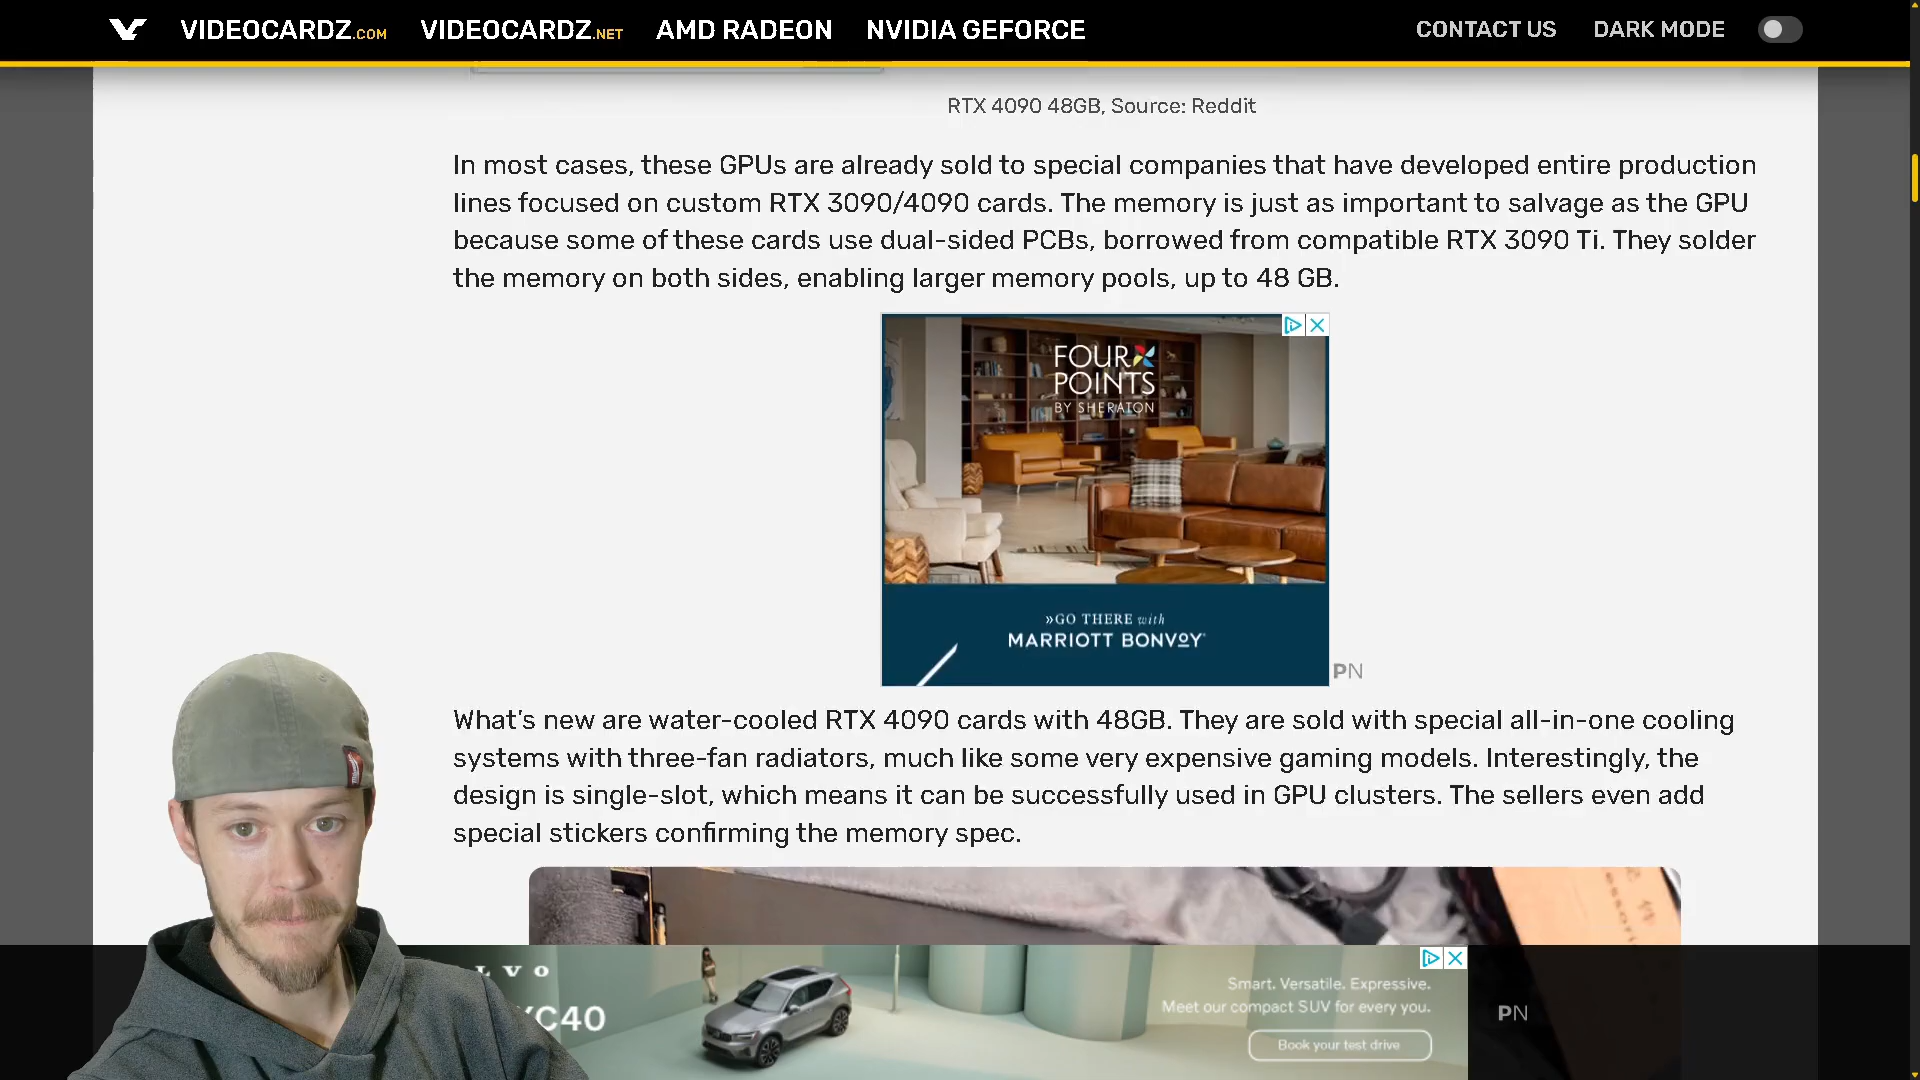 VIDEOCARDZ.COM VIDEOCARDZ.NET AMD RADEON NVIDIA GEFORCE CONTACT US DARK MODE
RTX 4090 48GB, Source: Reddit
In most cases, these GPUs are already sold to special companies that have developed entire production
lines focused on custom RTX 3090/4090 cards. The memory is just as important to salvage as the GPU
because some of these cards use dual-sided PCBs, borrowed from compatible RTX 3090 Ti. They solder
the memory on both sides, enabling larger memory pools, up to 48 GB.
FOUR
POINTS
BY SHERATON
»GO THERE with
MARRIOTT BONVOY
PN
What's new are water-cooled RTX 4090 cards with 48GB. They are sold with special all-in-one cooling
systems with three-fan radiators, much like some very expensive gaming models. Interestingly, the
design is single-slot, which means it can be successfully used in GPU clusters. The sellers even add
special stickers confirming the memory spec.
LVO
XC40
Smart. Versatile. Expressive.
Meet our compact SUV for every you.
Book your test drive
PN